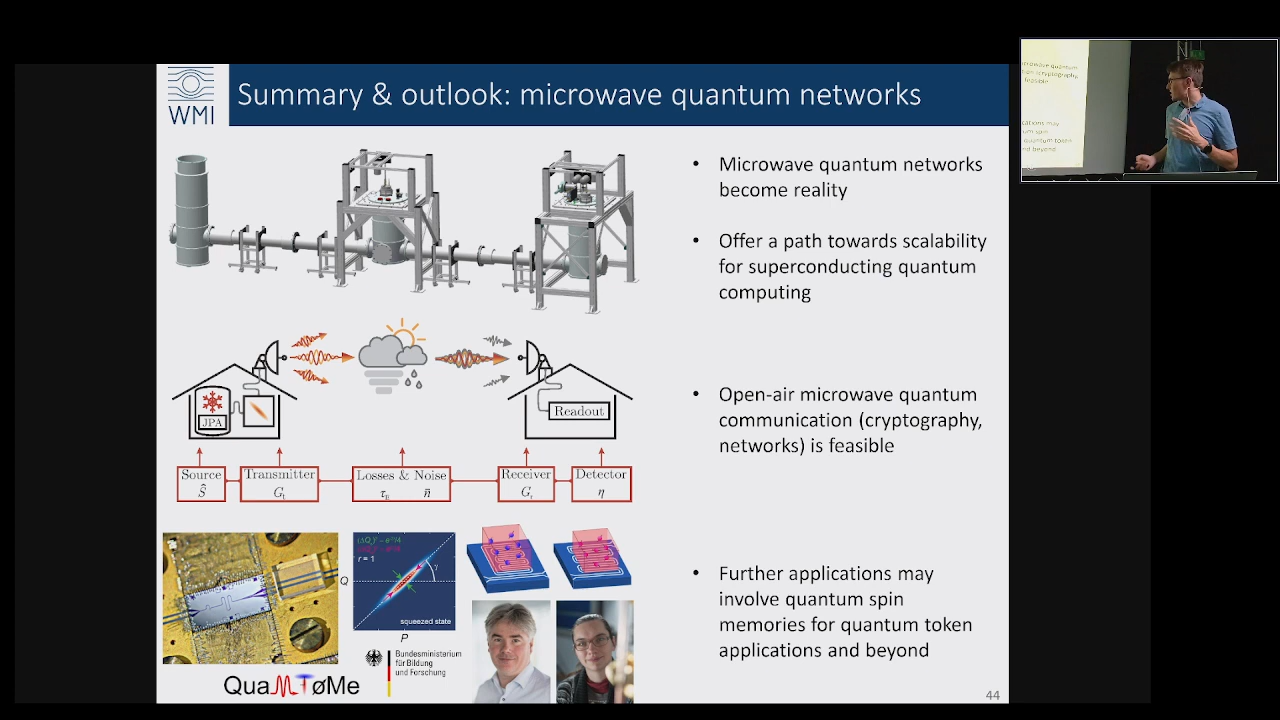 WMI
Summary & outlook: microwave quantum networks
• Microwave quantum networks
become reality
• Offer a path towards scalability
for superconducting quantum
computing
JPA
Readout
• Open-air microwave quantum
communication (cryptography,
networks) is feasible
Source
Ŝ
Transmitter
Losses & Noise
n̄
Receiver
Detector
η
r = 1
Q
γ
squeezed state
P
• Further applications may
involve quantum spin
memories for quantum token
applications and beyond
Bundesministerium
für Bildung
und Forschung
QuaMTøMe
44
feasible